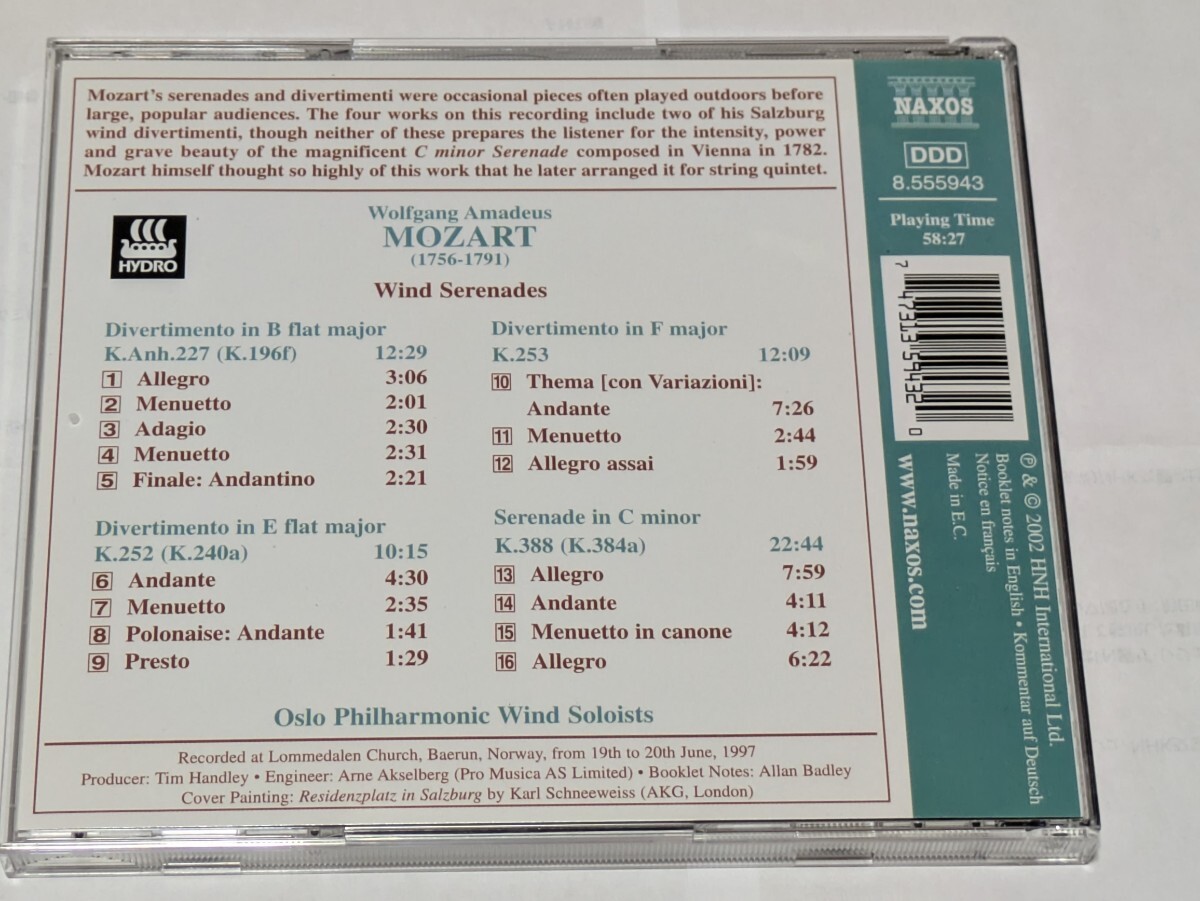 Mozart's serenades and divertimenti were occasional pieces often played outdoors before
large, popular audiences. The four works on this recording include two of his Salzburg
wind divertimenti, though neither of these prepares the listener for the intensity, power
and grave beauty of the magnificent C minor Serenade composed in Vienna in 1782.
Mozart himself thought so highly of this work that he later arranged it for string quintet.
HYDRO
Wolfgang Amadeus
MOZART
(1756-1791)
Wind Serenades
Divertimento in B flat major
K.Anh.227 (K.196f) 12:29
1 Allegro 3:06
2 Menuetto 2:01
3 Adagio 2:30
4 Menuetto 2:31
5 Finale: Andantino 2:21
Divertimento in E flat major
K.252 (K.240a) 10:15
6 Andante 4:30
7 Menuetto 2:35
8 Polonaise: Andante 1:41
9 Presto 1:29
Divertimento in F major
K.253 12:09
10 Thema [con Variazioni]:
Andante 7:26
11 Menuetto 2:44
12 Allegro assai 1:59
Serenade in C minor
K.388 (K.384a) 22:44
13 Allegro 7:59
14 Andante 4:11
15 Menuetto in canone 4:12
16 Allegro 6:22
Oslo Philharmonic Wind Soloists
Recorded at Lommedalen Church, Baerun, Norway, from 19th to 20th June, 1997
Producer: Tim Handley • Engineer: Arne Akselberg (Pro Musica AS Limited) • Booklet Notes: Allan Badley
Cover Painting: Residenzplatz in Salzburg by Karl Schneeweiss (AKG, London)
NAXOS
DDD
8.555943
Playing Time
58:27
7 47313 59432 0
℗ & © 2002 HNH International Ltd.
Booklet notes in English • Kommentar auf Deutsch
Notice en français
Made in E.C.
www.naxos.com